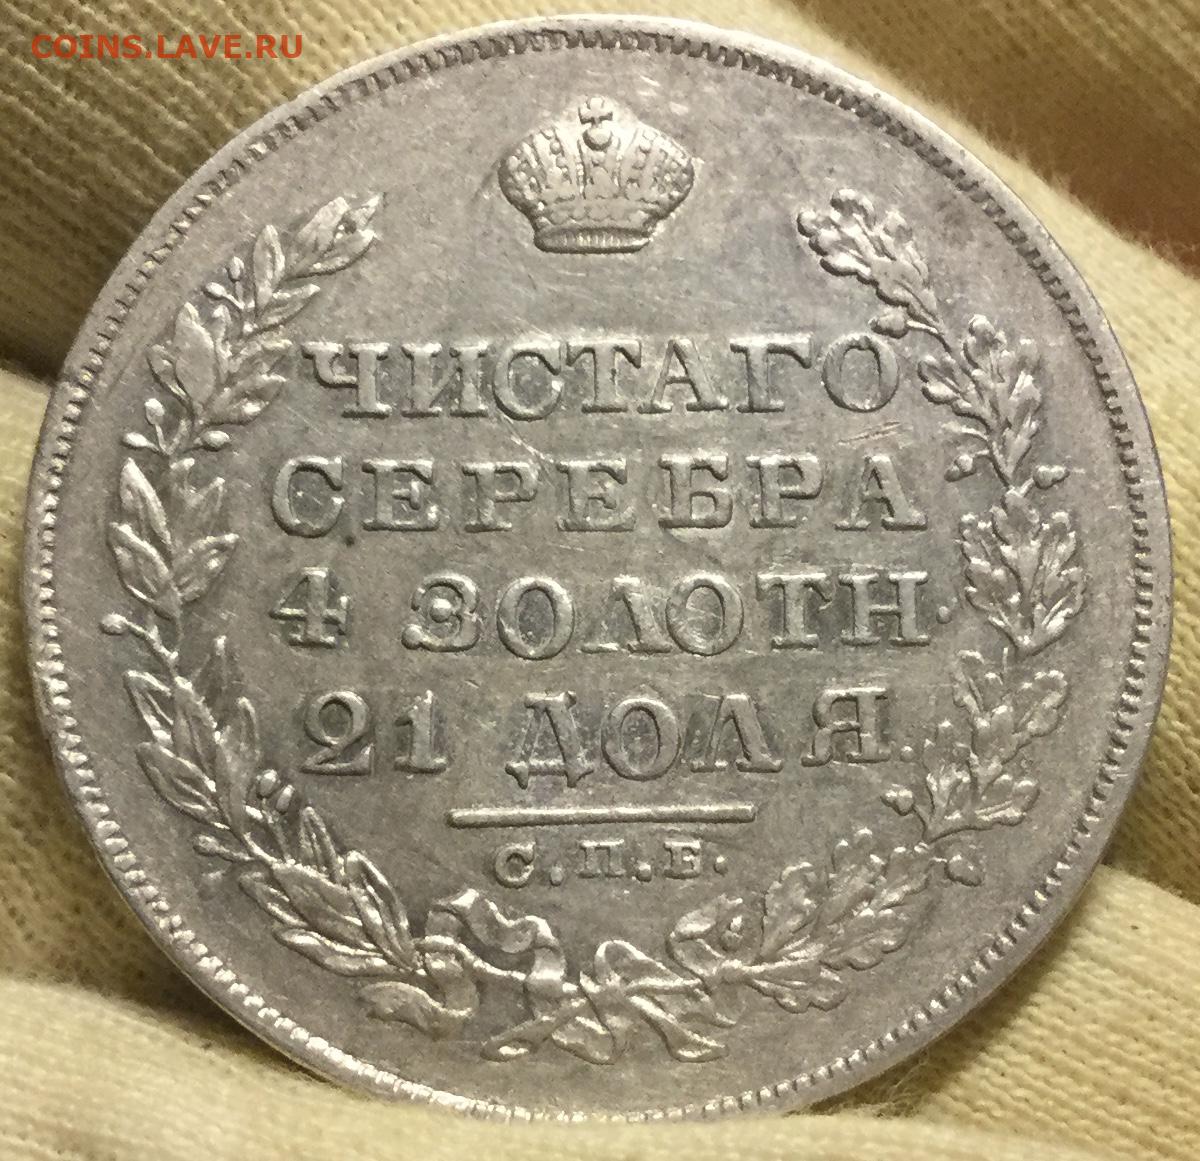 COINS.LAVE.RU
ЧИСТАГО
СЕРЕБРА
4 ЗОЛОТН.
21 ДОЛЯ.
С.П.Б.